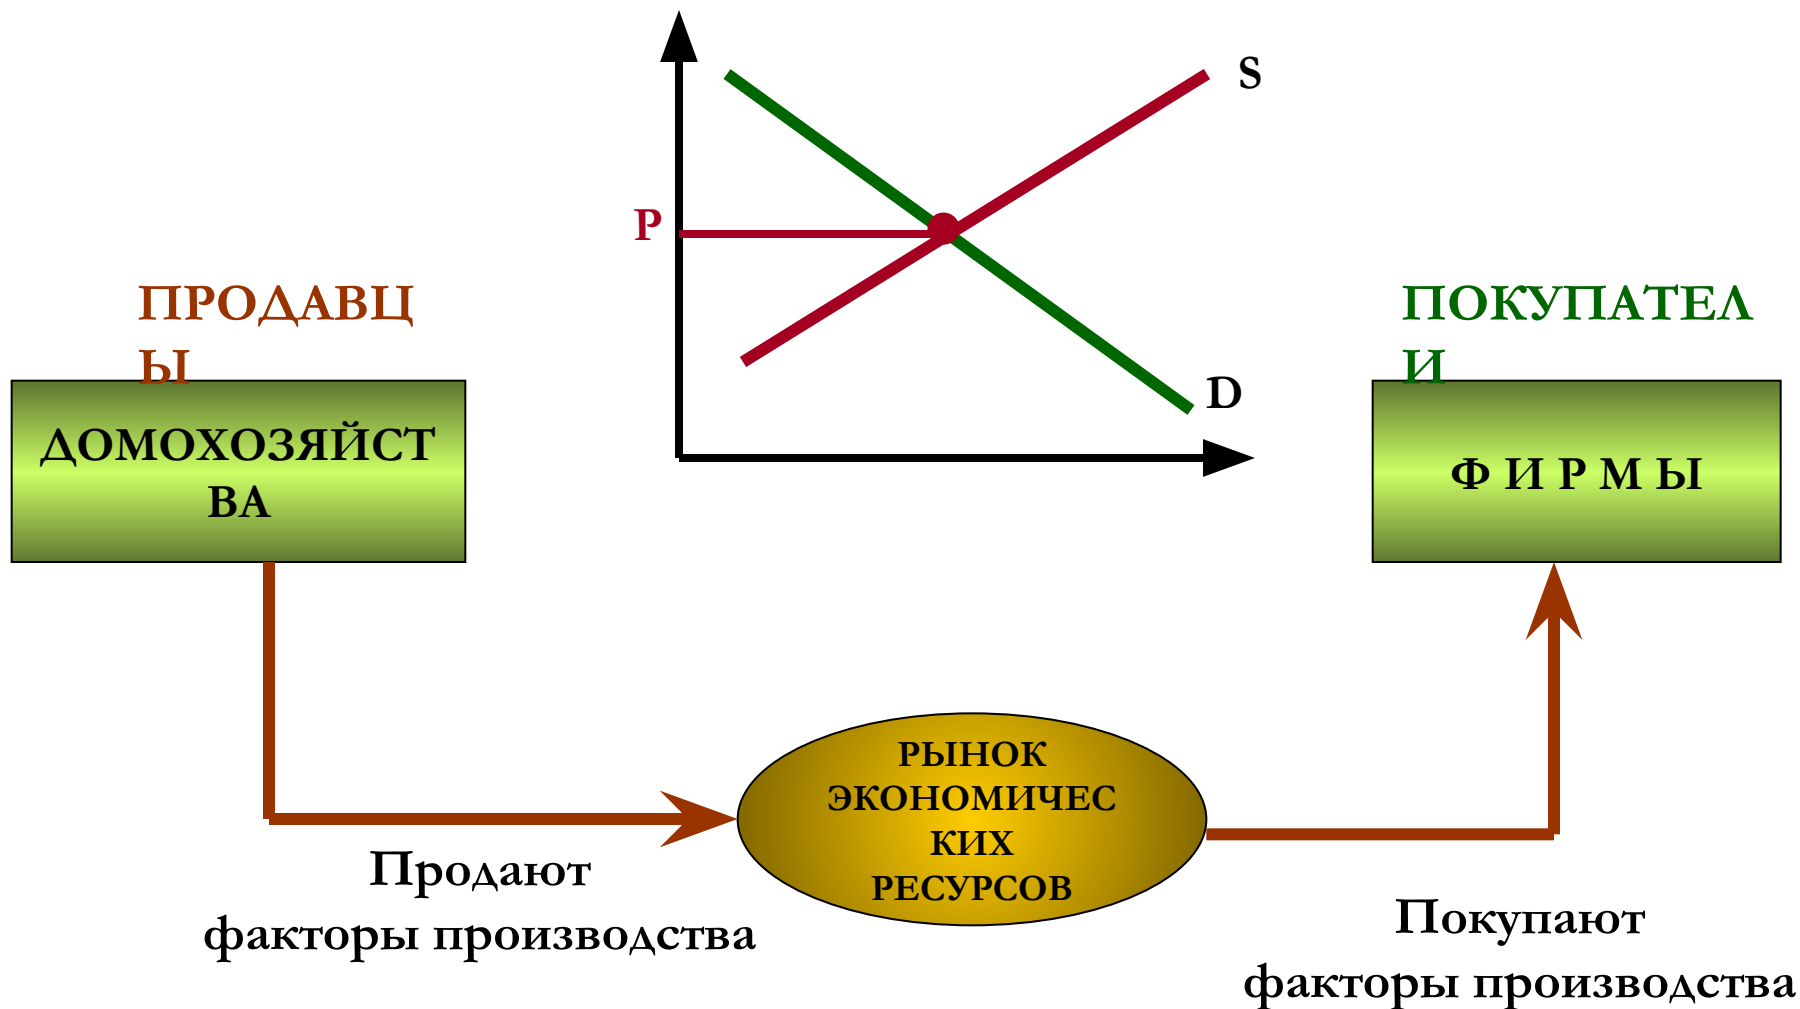 S
P
D
ПРОДАВЦ
Ы
ДОМОХОЗЯЙСТ
ВА
ПОКУПАТЕЛ
И
Ф И Р М Ы
РЫНОК
ЭКОНОМИЧЕС
КИХ
РЕСУРСОВ
Продают
факторы производства
Покупают
факторы производства